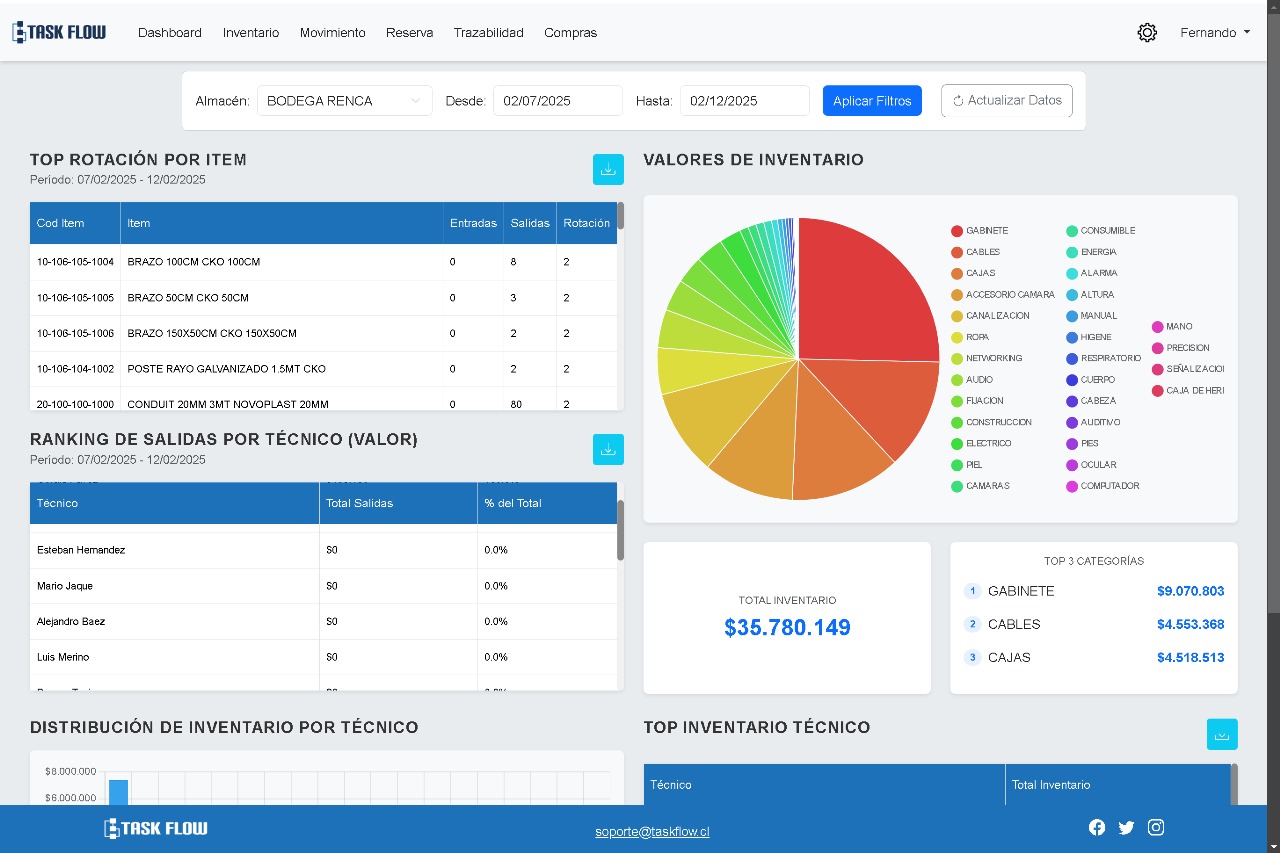 TASK FLOW
Dashboard Inventario Movimiento Reserva Trazabilidad Compras
Fernando
Almacén: BODEGA RENCA Desde: 02/07/2025 Hasta: 02/12/2025 Aplicar Filtros Actualizar Datos
TOP ROTACIÓN POR ITEM
Periodo: 07/02/2025 - 12/02/2025
Cod Item Item Entradas Salidas Rotación
10-106-105-1004 BRAZO 100CM CKO 100CM 0 8 2
10-106-105-1005 BRAZO 50CM CKO 50CM 0 3 2
10-106-105-1006 BRAZO 150X50CM CKO 150X50CM 0 2 2
10-106-104-1002 POSTE RAYO GALVANIZADO 1.5MT CKO 0 2 2
20-100-100-1000 CONDUIT 20MM 3MT NOVOPLAST 20MM 0 80 2
RANKING DE SALIDAS POR TÉCNICO (VALOR)
Periodo: 07/02/2025 - 12/02/2025
Técnico Total Salidas % del Total
Esteban Hernandez $0 0.0%
Mario Jaque $0 0.0%
Alejandro Baez $0 0.0%
Luis Merino $0 0.0%
DISTRIBUCIÓN DE INVENTARIO POR TÉCNICO
$8.000.000
$6.000.000
VALORES DE INVENTARIO
GABINETE
CABLES
CAJAS
ACCESORIO CAMARA
CANALIZACION
ROPA
NETWORKING
AUDIO
FIJACION
CONSTRUCCION
ELECTRICO
PIEL
CAMARAS
CONSUMIBLE
ENERGIA
ALARMA
ALTURA
MANUAL
HIGENE
RESPIRATORIO
CUERPO
CABEZA
AUDITIVO
PIES
OCULAR
COMPUTADOR
MANO
PRECISION
SEÑALIZACIOI
CAJA DE HERI
TOTAL INVENTARIO
$35.780.149
TOP 3 CATEGORÍAS
1 GABINETE $9.070.803
2 CABLES $4.553.368
3 CAJAS $4.518.513
TOP INVENTARIO TÉCNICO
Técnico Total Inventario
TASK FLOW
soporte@taskflow.cl